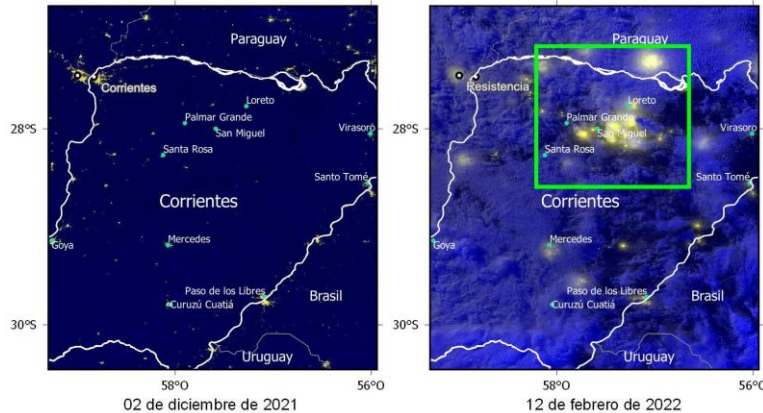 Paraguay
Corrientes
Loreto
Palmar Grande
28°S
San Miguel
Virasoro
Santa Rosa
Santo Tomé
Corrientes
Goya
Mercedes
Paso de los Libres
Brasil
Curuzú Cuatiá
30°S
Uruguay
58°O
56°O
02 de diciembre de 2021
Paraguay
Resistencia
Loreto
Palmar Grande
28°S
San Miguel
Virasoro
Santa Rosa
Santo Tomé
Corrientes
Goya
Mercedes
Paso de los Libres
Brasil
Curuzú Cuatiá
30°S
Uruguay
58°O
56°O
12 de febrero de 2022